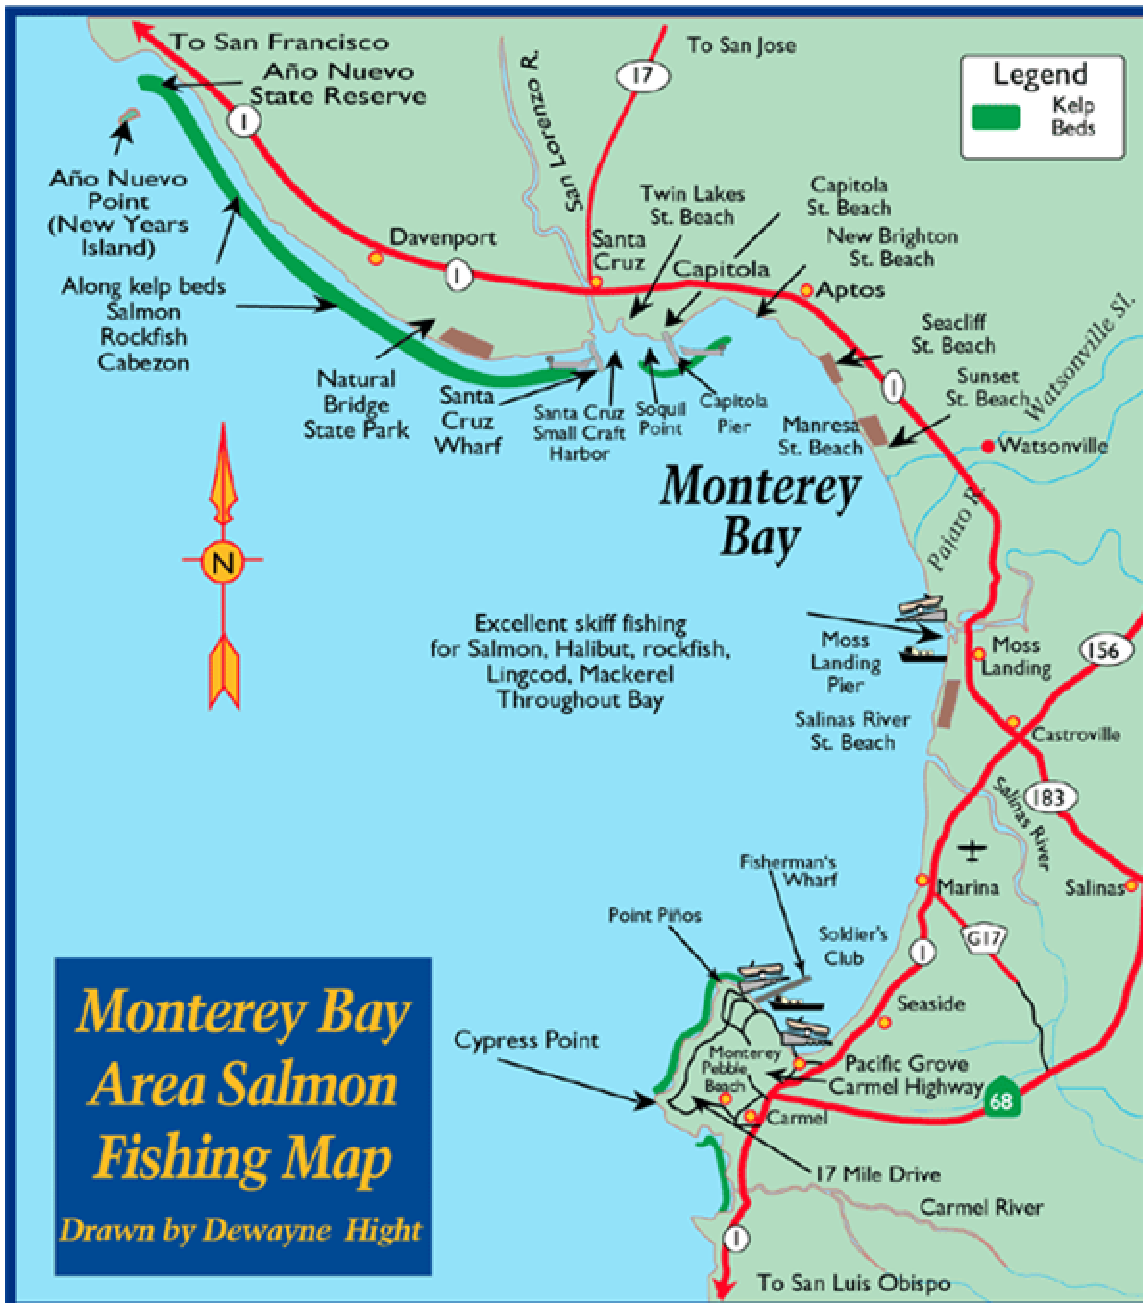 To San Francisco
To San Jose
Año Nuevo
State Reserve
Legend
Kelp
Beds
17
San Lorenzo R.
1
Año Nuevo
Point
(New Years
Island)
Twin Lakes
St. Beach
Capitola
St. Beach
Davenport
Santa
Cruz
New Brighton
St. Beach
Capitola
1
Aptos
Along kelp beds
Salmon
Rockfish
Cabezon
Watsonville Sl.
Seacliff
St. Beach
Natural
Bridge
State Park
Santa
Cruz
Wharf
Santa Cruz
Small Craft
Harbor
Soquil
Point
Capitola
Pier
1
Sunset
St. Beach
Manresa
St. Beach
Watsonville
Monterey
Bay
Pajaro R.
N
Excellent skiff fishing
for Salmon, Halibut, rockfish,
Lingcod, Mackerel
Throughout Bay
Moss
Landing
Pier
Moss
Landing
156
Salinas River
St. Beach
Castroville
183
Salinas River
Fisherman's
Wharf
Marina
Salinas
Point Piños
Soldier's
Club
1
G17
Seaside
Monterey Bay
Area Salmon
Fishing Map
Drawn by Dewayne Hight
Cypress Point
Monterey
Pebble
Beach
Pacific Grove
Carmel Highway
68
Carmel
17 Mile Drive
Carmel River
1
To San Luis Obispo